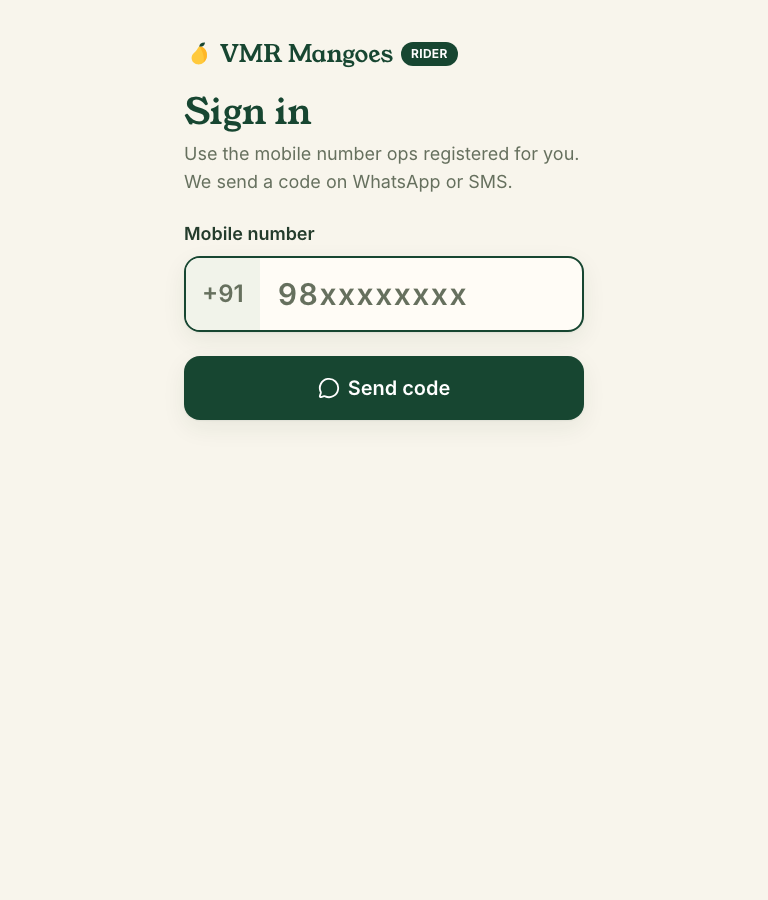 VMR Mangoes RIDER
Sign in
Use the mobile number ops registered for you.
We send a code on WhatsApp or SMS.
Mobile number
+91 98xxxxxxxx
Send code